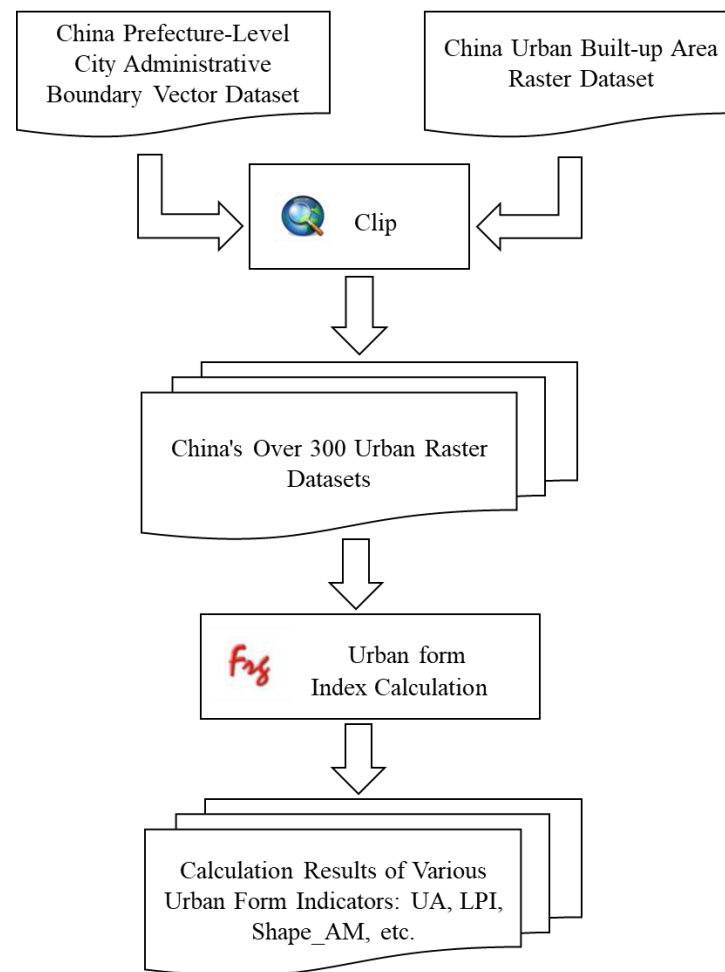 China Prefecture-Level
City Administrative
Boundary Vector Dataset
China Urban Built-up Area
Raster Dataset
Clip
China's Over 300 Urban Raster
Datasets
Frg
Urban form
Index Calculation
Calculation Results of Various
Urban Form Indicators: UA, LPI,
Shape_AM, etc.